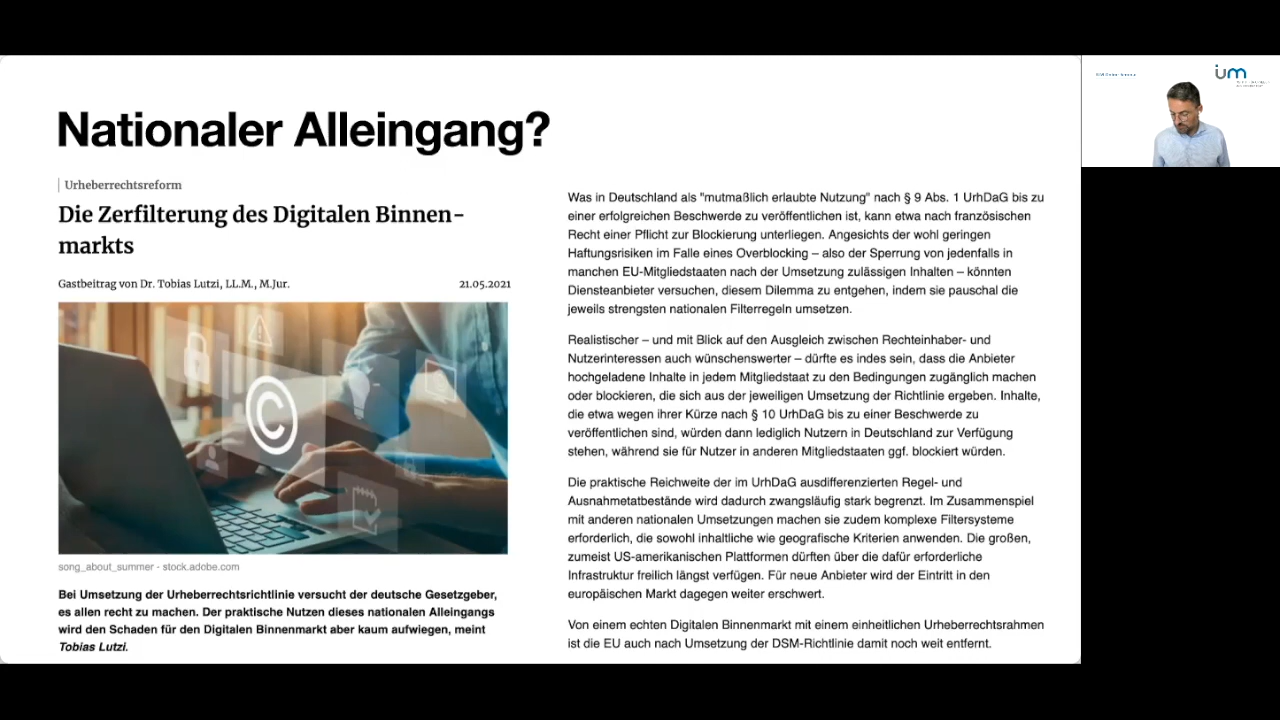 Nationaler Alleingang?
Urheberrechtsreform
Die Zerfilterung des Digitalen Binnen-
markts
Gastbeitrag von Dr. Tobias Lutzi, LL.M., M.Jur.
21.05.2021
©
song_about_summer - stock.adobe.com
Bei Umsetzung der Urheberrechtsrichtlinie versucht der deutsche Gesetzgeber,
es allen recht zu machen. Der praktische Nutzen dieses nationalen Alleingangs
wird den Schaden für den Digitalen Binnenmarkt aber kaum aufwiegen, meint
Tobias Lutzi.
Was in Deutschland als "mutmaßlich erlaubte Nutzung" nach § 9 Abs. 1 UrhDaG bis zu
einer erfolgreichen Beschwerde zu veröffentlichen ist, kann etwa nach französischen
Recht einer Pflicht zur Blockierung unterliegen. Angesichts der wohl geringen
Haftungsrisiken im Falle eines Overblocking – also der Sperrung von jedenfalls in
manchen EU-Mitgliedstaaten nach der Umsetzung zulässigen Inhalten – könnten
Diensteanbieter versuchen, diesem Dilemma zu entgehen, indem sie pauschal die
jeweils strengsten nationalen Filterregeln umsetzen.
Realistischer – und mit Blick auf den Ausgleich zwischen Rechteinhaber- und
Nutzerinteressen auch wünschenswerter – dürfte es indes sein, dass die Anbieter
hochgeladene Inhalte in jedem Mitgliedstaat zu den Bedingungen zugänglich machen
oder blockieren, die sich aus der jeweiligen Umsetzung der Richtlinie ergeben. Inhalte,
die etwa wegen ihrer Kürze nach § 10 UrhDaG bis zu einer Beschwerde zu
veröffentlichen sind, würden dann lediglich Nutzern in Deutschland zur Verfügung
stehen, während sie für Nutzer in anderen Mitgliedstaaten ggf. blockiert würden.
Die praktische Reichweite der im UrhDaG ausdifferenzierten Regel- und
Ausnahmetatbestände wird dadurch zwangsläufig stark begrenzt. Im Zusammenspiel
mit anderen nationalen Umsetzungen machen sie zudem komplexe Filtersysteme
erforderlich, die sowohl inhaltliche wie geografische Kriterien anwenden. Die großen,
zumeist US-amerikanischen Plattformen dürften über die dafür erforderliche
Infrastruktur freilich längst verfügen. Für neue Anbieter wird der Eintritt in den
europäischen Markt dagegen weiter erschwert.
Von einem echten Digitalen Binnenmarkt mit einem einheitlichen Urheberrechtsrahmen
ist die EU auch nach Umsetzung der DSM-Richtlinie damit noch weit entfernt.
ium